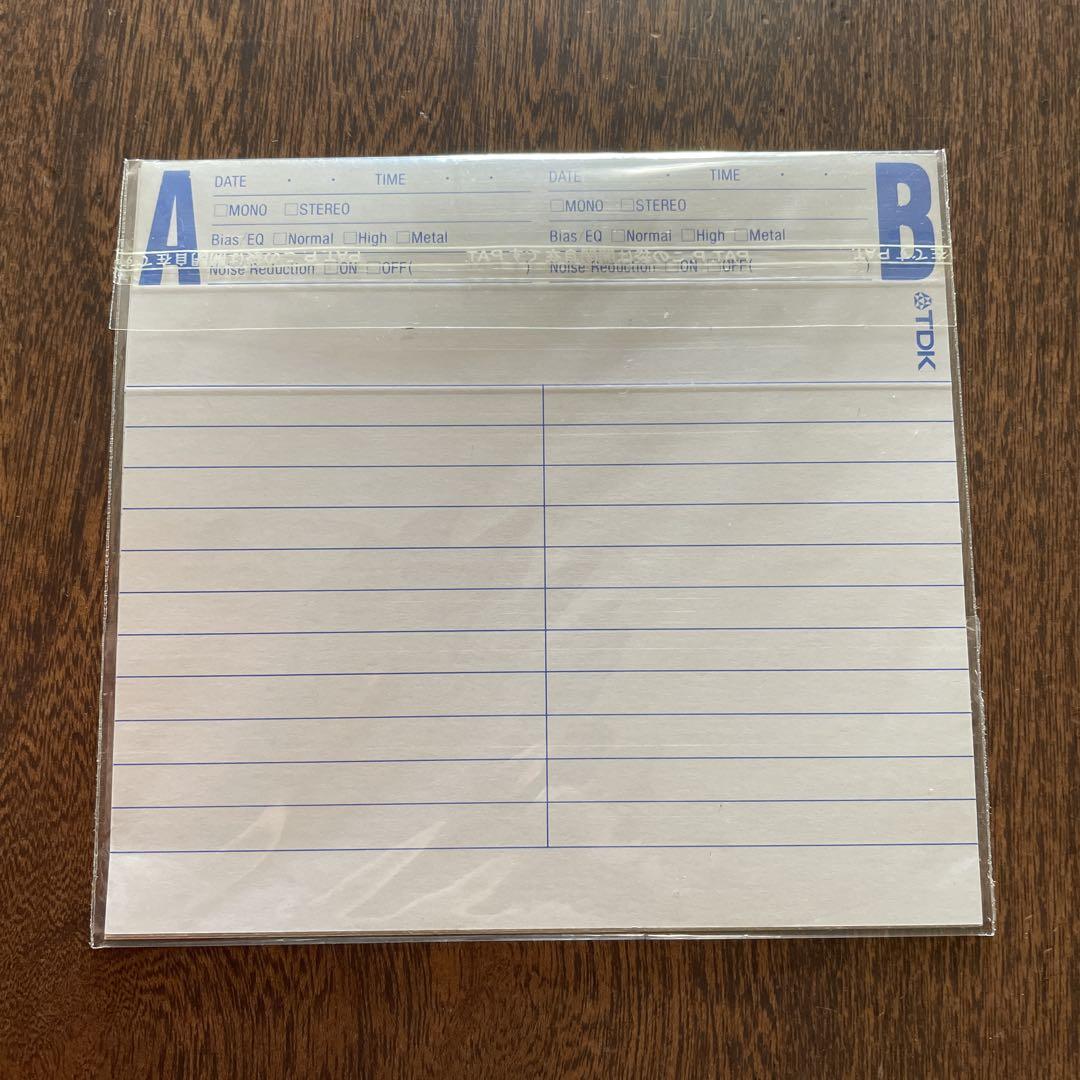 A
DATE . . TIME . .
□MONO □STEREO
Bias/EQ □Normal □High □Metal
Noise Reduction □ON □OFF( )
DATE . . TIME . .
□MONO □STEREO
Bias/EQ □Normal □High □Metal
Noise Reduction □ON □OFF( )
B
TDK